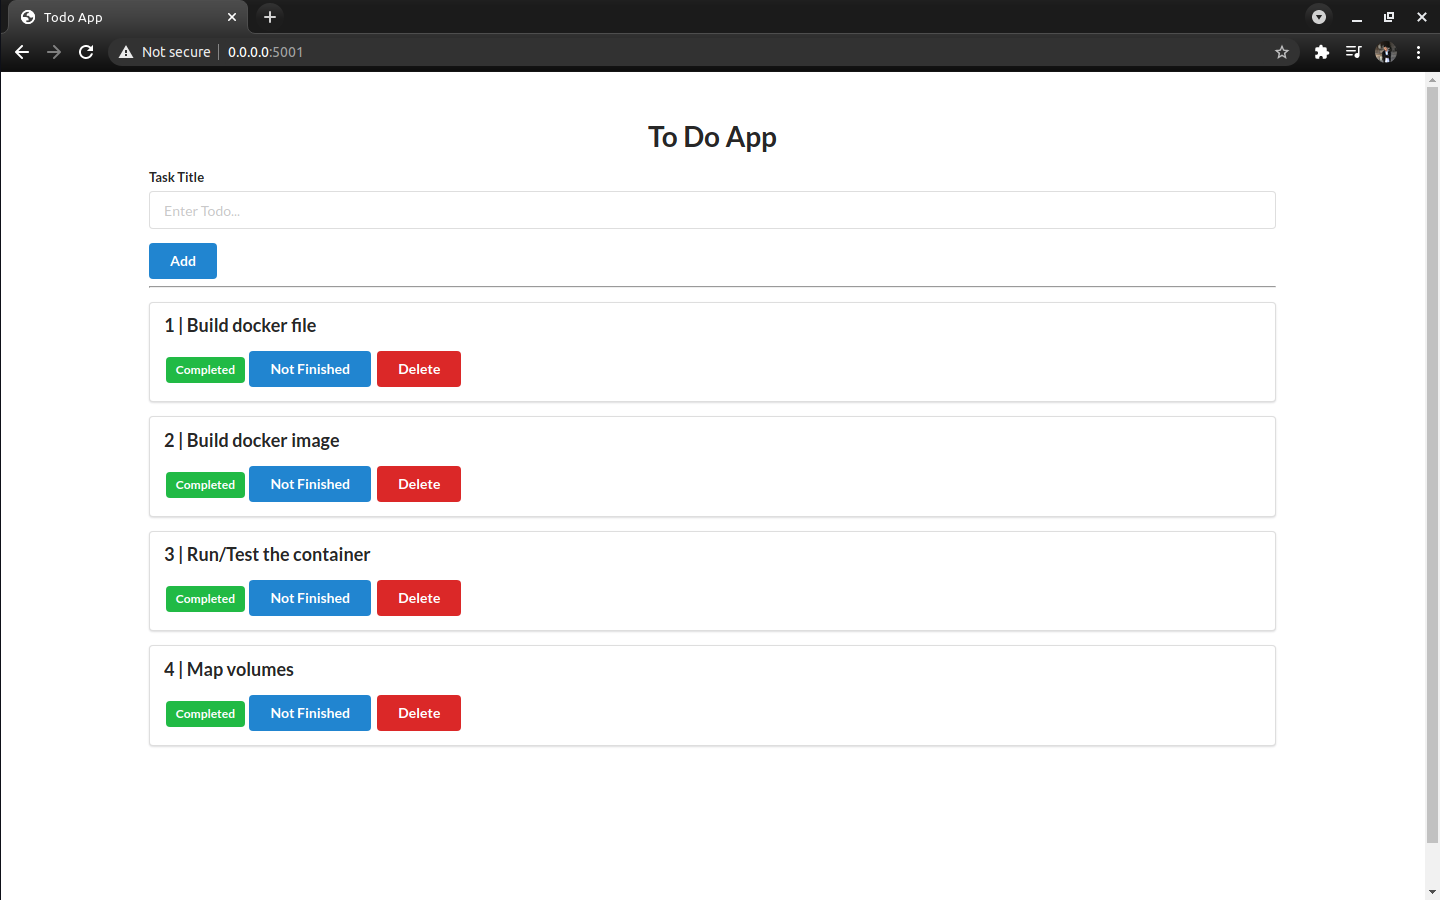 Todo App
Not secure 0.0.0.0:5001
To Do App
Task Title
Enter Todo...
Add
1 | Build docker file
Completed Not Finished Delete
2 | Build docker image
Completed Not Finished Delete
3 | Run/Test the container
Completed Not Finished Delete
4 | Map volumes
Completed Not Finished Delete